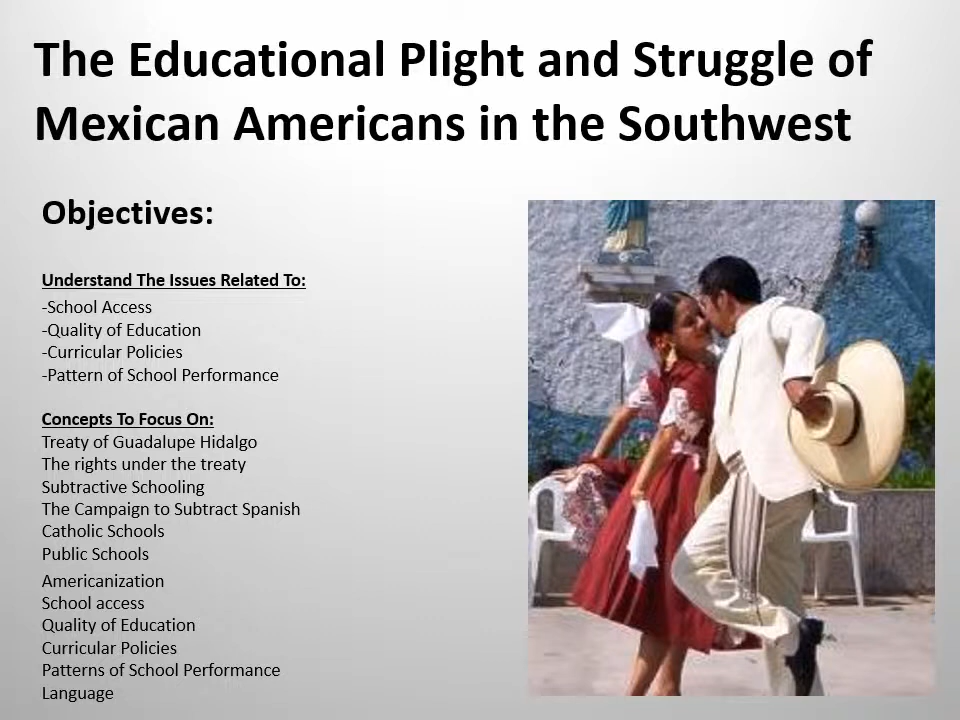 The Educational Plight and Struggle of
Mexican Americans in the Southwest
Objectives:
Understand The Issues Related To:
-School Access
-Quality of Education
-Curricular Policies
-Pattern of School Performance
Concepts To Focus On:
Treaty of Guadalupe Hidalgo
The rights under the treaty
Subtractive Schooling
The Campaign to Subtract Spanish
Catholic Schools
Public Schools
Americanization
School access
Quality of Education
Curricular Policies
Patterns of School Performance
Language